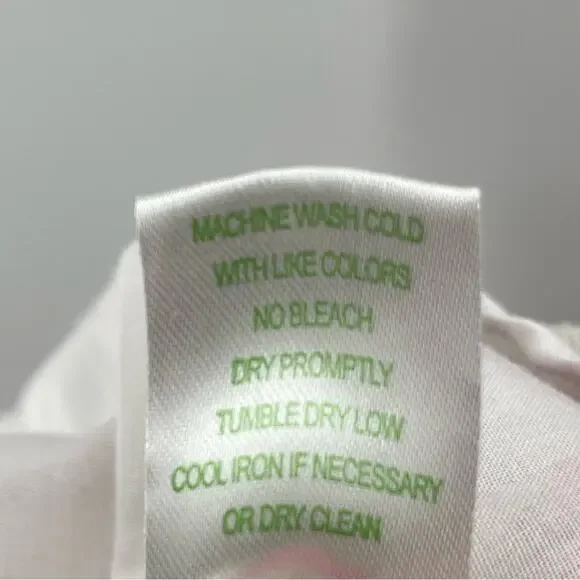 MACHINE WASH COLD
WITH LIKE COLORS
NO BLEACH
DRY PROMPTLY
TUMBLE DRY LOW
COOL IRON IF NECESSARY
OR DRY CLEAN